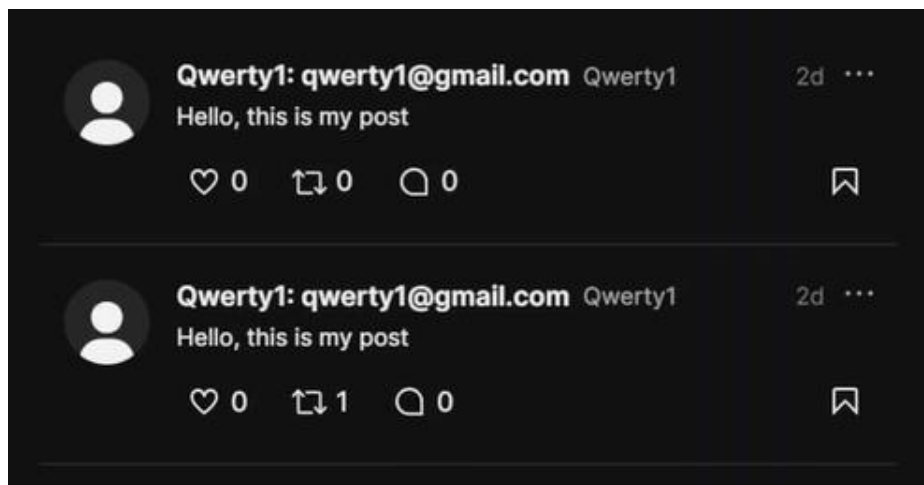 Qwerty1: qwerty1@gmail.com Qwerty1 2d ...
Hello, this is my post
0 0 0
Qwerty1: qwerty1@gmail.com Qwerty1 2d ...
Hello, this is my post
0 1 0